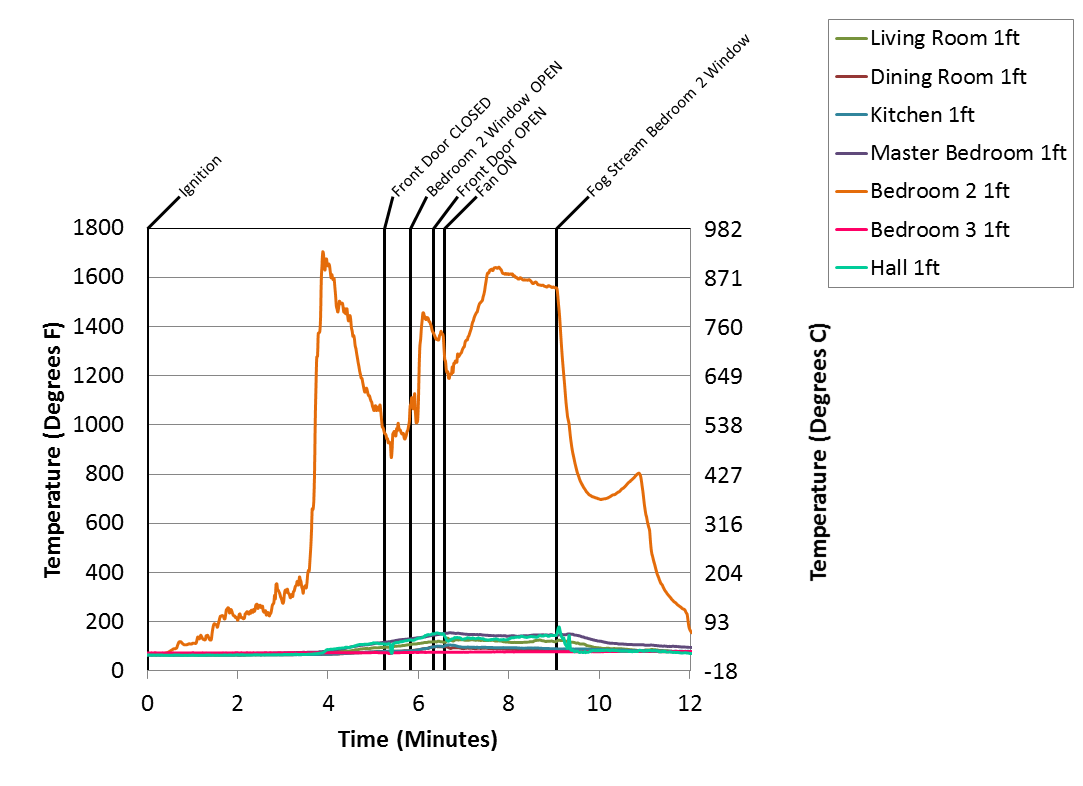 Living Room 1ft
Dining Room 1ft
Kitchen 1ft
Master Bedroom 1ft
Bedroom 2 1ft
Bedroom 3 1ft
Hall 1ft
Ignition
Front Door CLOSED
Bedroom 2 Window OPEN
Front Door OPEN
Fan ON
Fog Stream Bedroom 2 Window
Temperature (Degrees F)
1800
1600
1400
1200
1000
800
600
400
200
0
982
871
760
649
538
427
316
204
93
-18
Temperature (Degrees C)
0 2 4 6 8 10 12
Time (Minutes)